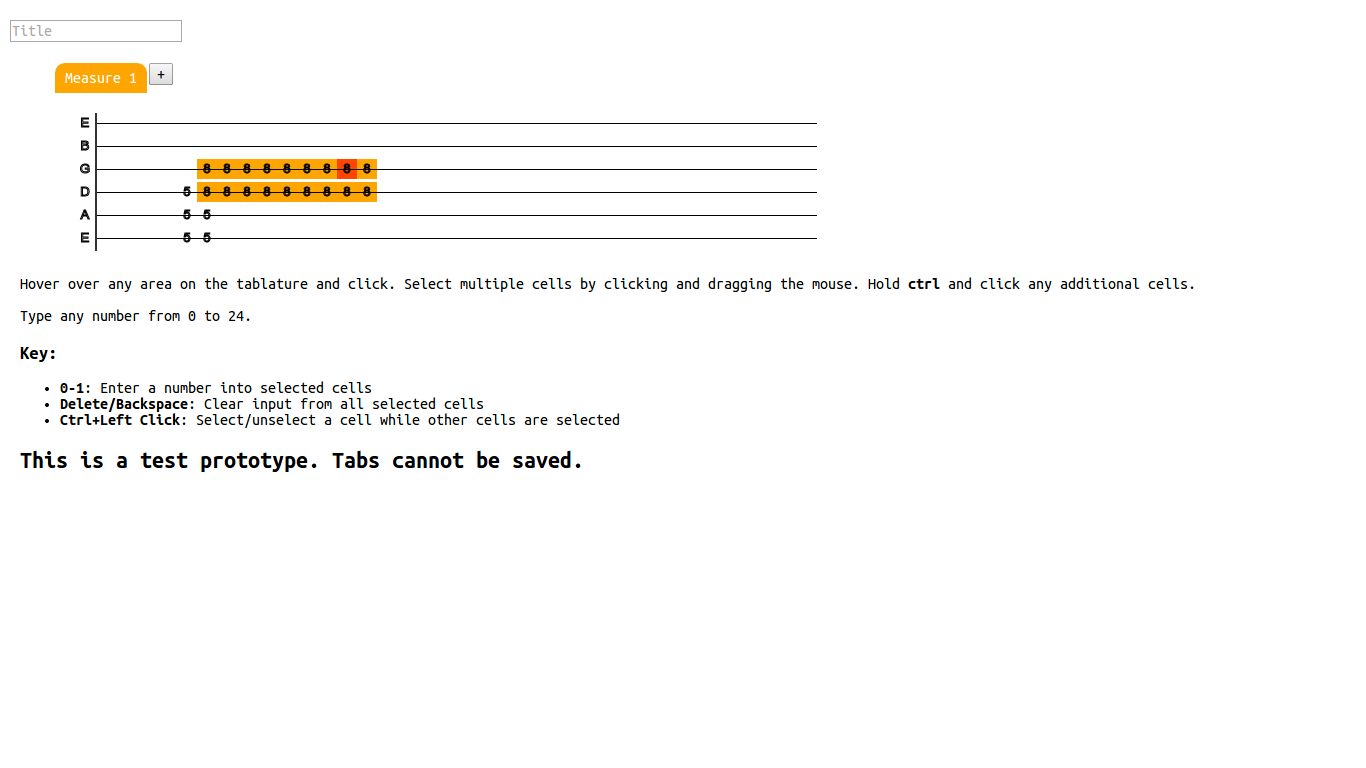 Title
Measure 1 +
E
B
G 8 8 8 8 8 8 8 8 8
D 5 8 8 8 8 8 8 8 8 8
A 5 5
E 5 5
Hover over any area on the tablature and click. Select multiple cells by clicking and dragging the mouse. Hold ctrl and click any additional cells.
Type any number from 0 to 24.
Key:
• 0-1: Enter a number into selected cells
• Delete/Backspace: Clear input from all selected cells
• Ctrl+Left Click: Select/unselect a cell while other cells are selected
This is a test prototype. Tabs cannot be saved.